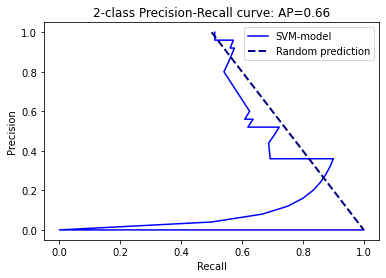 2-class Precision-Recall curve: AP=0.66
SVM-model
Random prediction
Precision
1.0
0.8
0.6
0.4
0.2
0.0
0.0 0.2 0.4 0.6 0.8 1.0
Recall